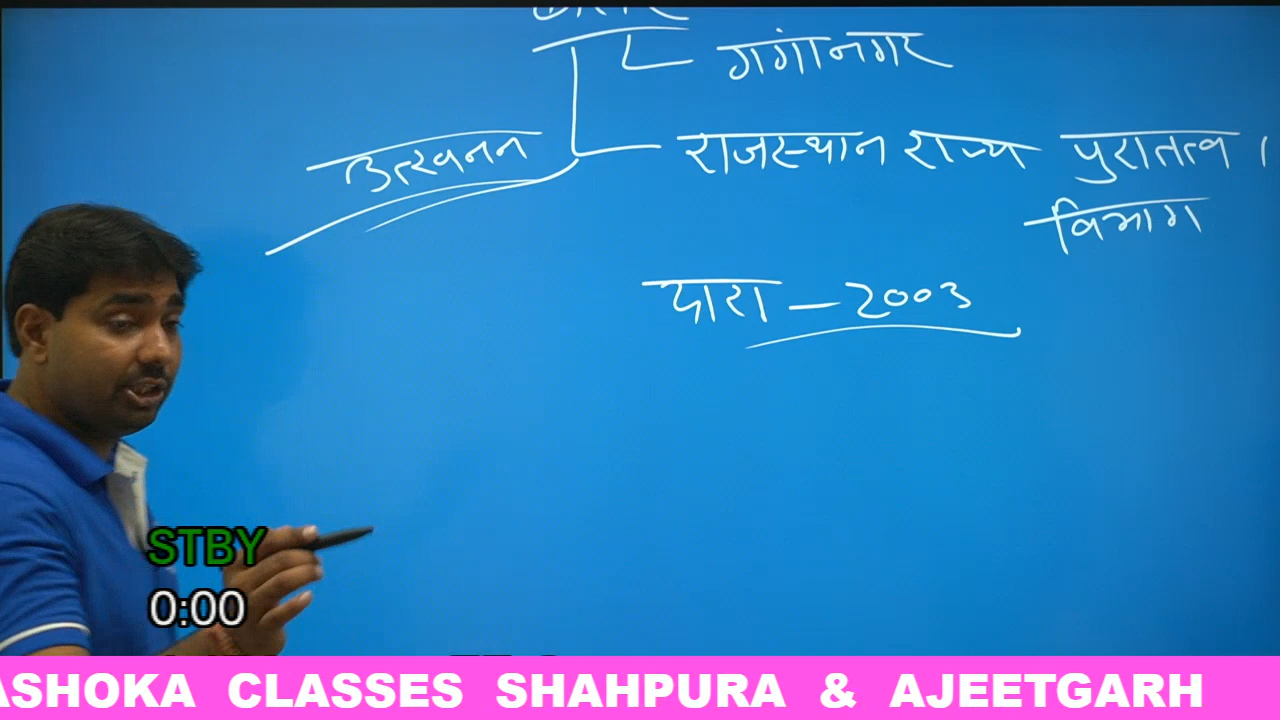 गंगानगर
उत्खनन
राजस्थान राज्य पुरातत्व।
विभाग
द्वारा – 2003
STBY
0:00
ASHOKA CLASSES SHAHPURA & AJEETGARH